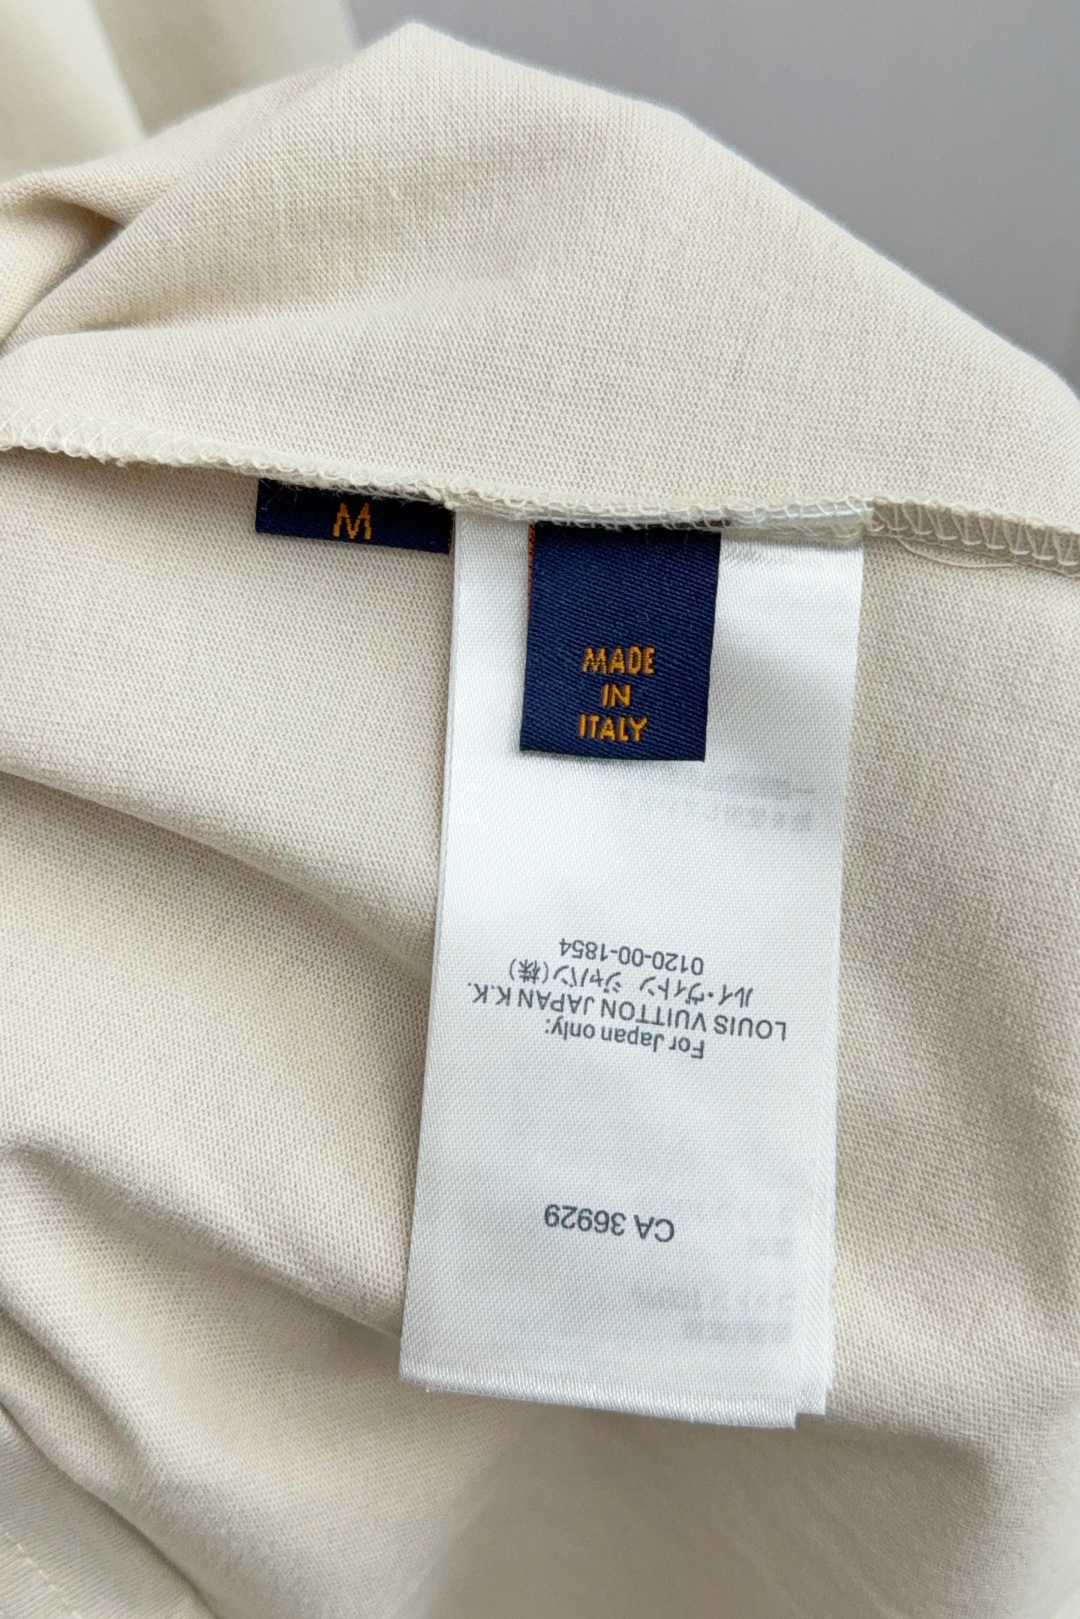 M
MADE
IN
ITALY
CA 36929
For Japan only:
LOUIS VUITTON JAPAN K.K.
ルイ・ヴィトン ジャパン(株)
0120-00-1854